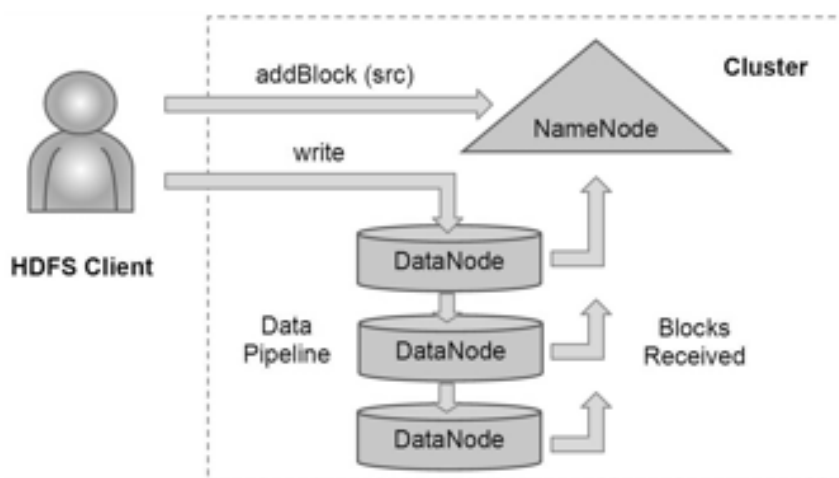 addBlock (src)
Cluster
NameNode
write
HDFS Client
DataNode
Data
Pipeline
DataNode
Blocks
Received
DataNode